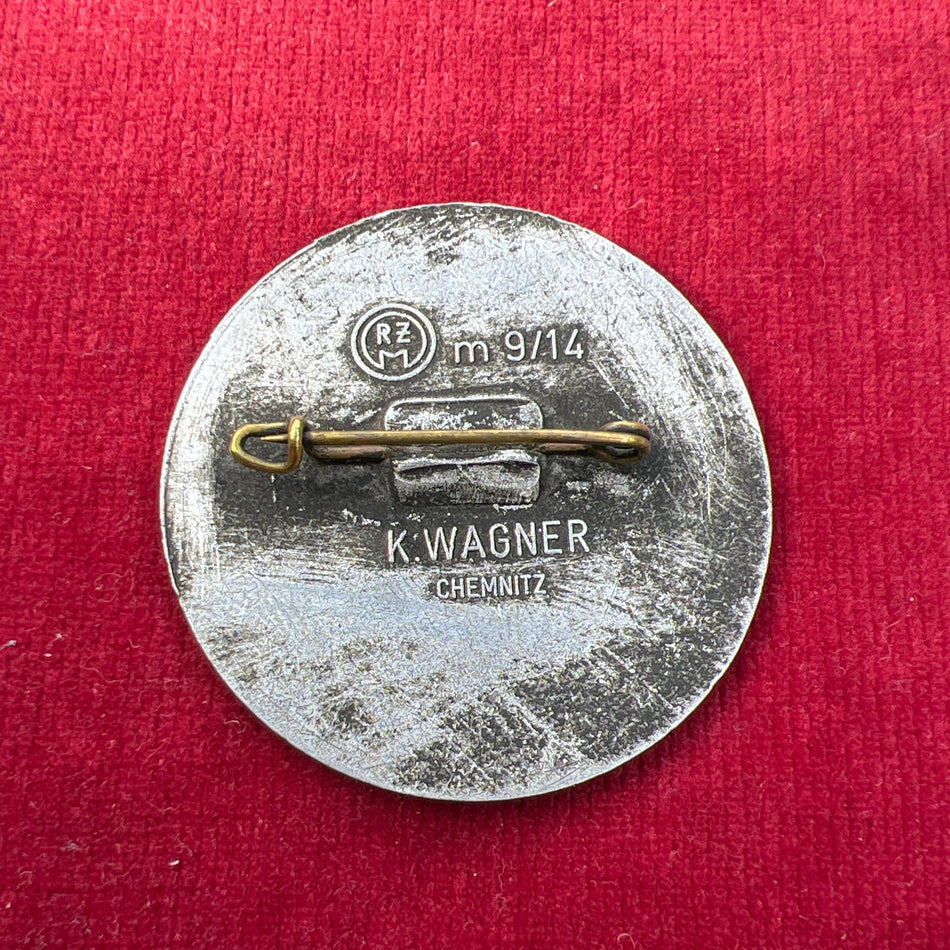 RZM m 9/14
K.WAGNER
CHEMNITZ